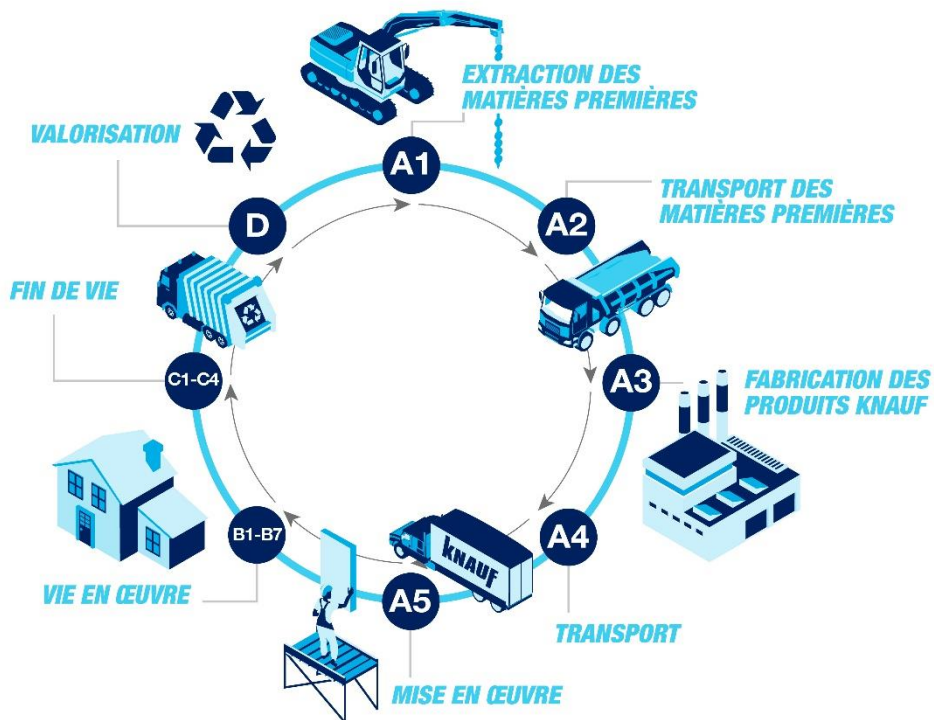 EXTRACTION DES
MATIÈRES PREMIÈRES
A1
A2
TRANSPORT DES
MATIÈRES PREMIÈRES
A3
FABRICATION DES
PRODUITS KNAUF
A4
TRANSPORT
KNAUF
A5
MISE EN ŒUVRE
B1-B7
VIE EN ŒUVRE
C1-C4
FIN DE VIE
D
VALORISATION